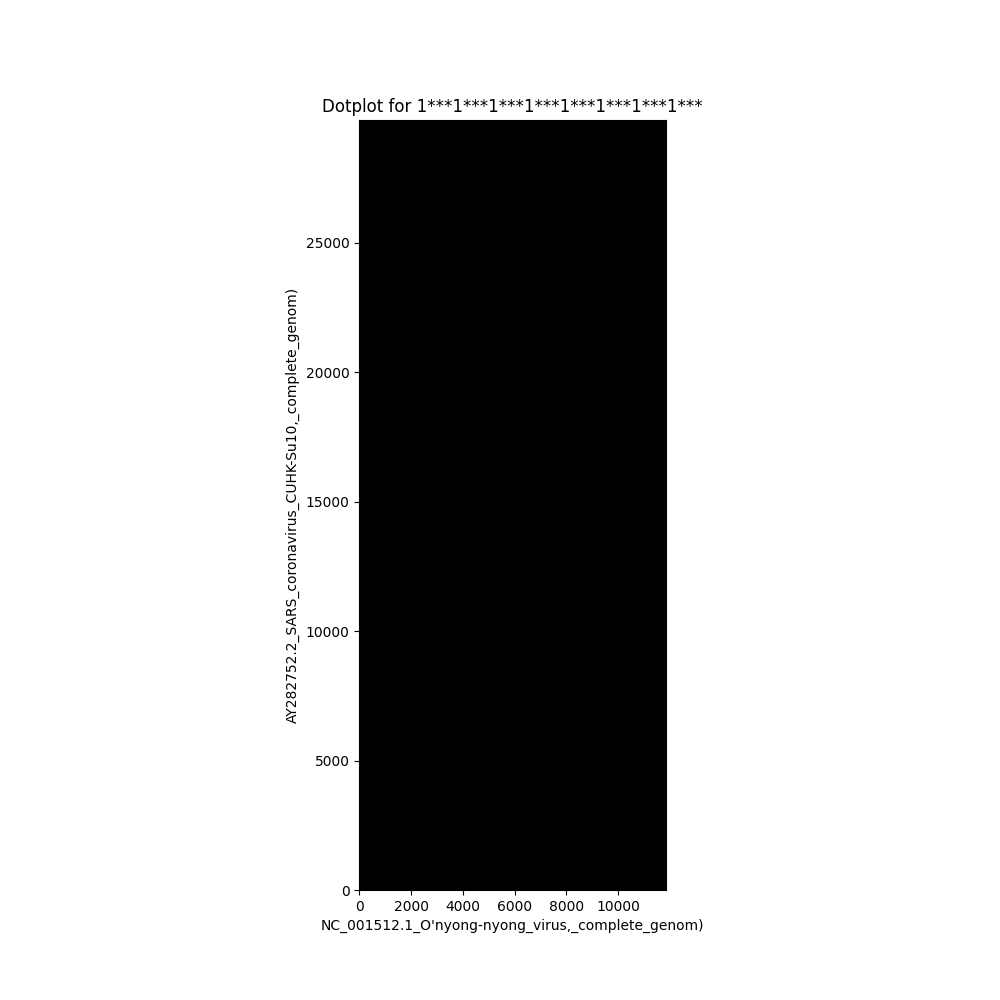 Dotplot for 1***1***1***1***1***1***1***1***
25000
20000
15000
10000
5000
0
AY282752.2_SARS_coronavirus_CUHK-Su10,_complete_genom)
0 2000 4000 6000 8000 10000
NC_001512.1_O'nyong-nyong_virus,_complete_genom)